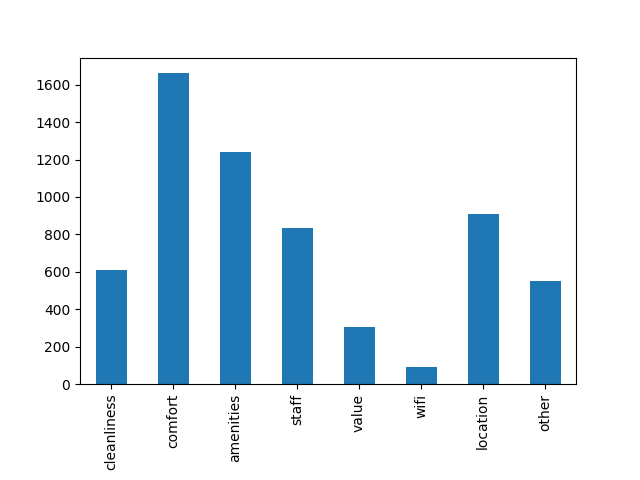 1600
1400
1200
1000
800
600
400
200
0
cleanliness
comfort
amenities
staff
value
wifi
location
other